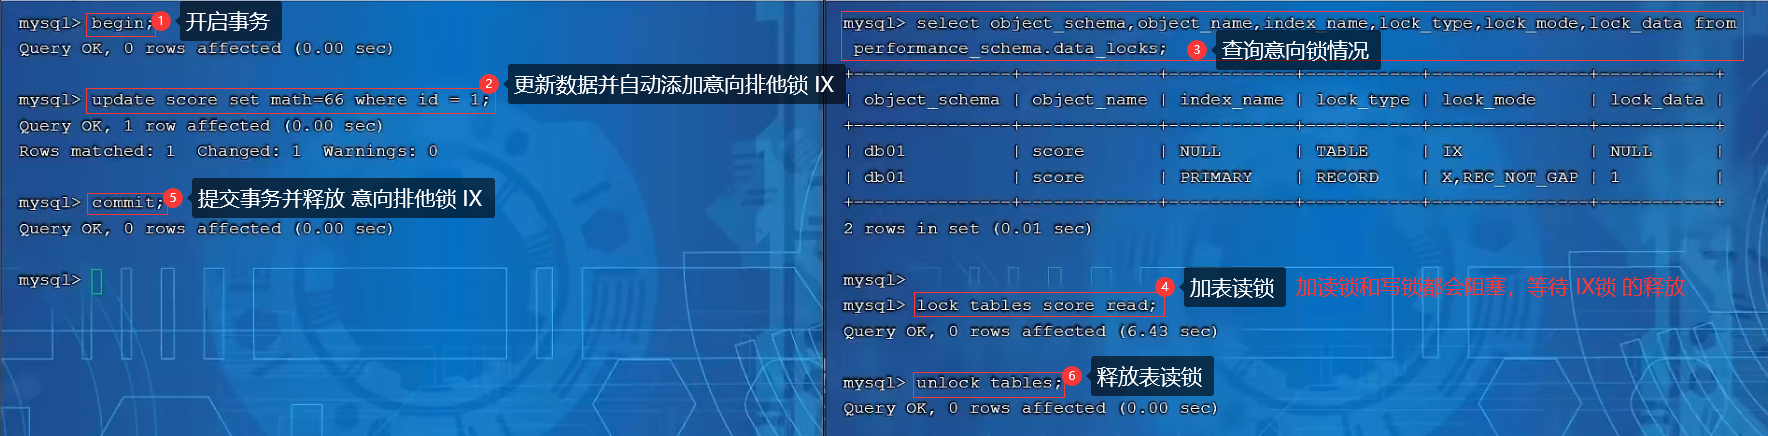 mysql> begin; 1 开启事务
Query OK, 0 rows affected (0.00 sec)
2 更新数据并自动添加意向排他锁 IX
mysql> update score set math=66 where id = 1;
Query OK, 1 row affected (0.00 sec)
Rows matched: 1  Changed: 1  Warnings: 0
mysql> commit; 5 提交事务并释放 意向排他锁 IX
Query OK, 0 rows affected (0.00 sec)
mysql>
mysql> select object_schema,object_name,index_name,lock_type,lock_mode,lock_data from
performance_schema.data_locks; 3 查询意向锁情况
+---------------+-------------+------------+-----------+---------------+-----------+
| object_schema | object_name | index_name | lock_type | lock_mode     | lock_data |
+---------------+-------------+------------+-----------+---------------+-----------+
| db01          | score       | NULL       | TABLE     | IX            | NULL      |
| db01          | score       | PRIMARY    | RECORD    | X,REC_NOT_GAP | 1         |
+---------------+-------------+------------+-----------+---------------+-----------+
2 rows in set (0.01 sec)
mysql>
4 加表读锁 加读锁和写锁都会阻塞，等待 IX锁 的释放
mysql> lock tables score read;
Query OK, 0 rows affected (6.43 sec)
mysql> unlock tables; 6 释放表读锁
Query OK, 0 rows affected (0.00 sec)